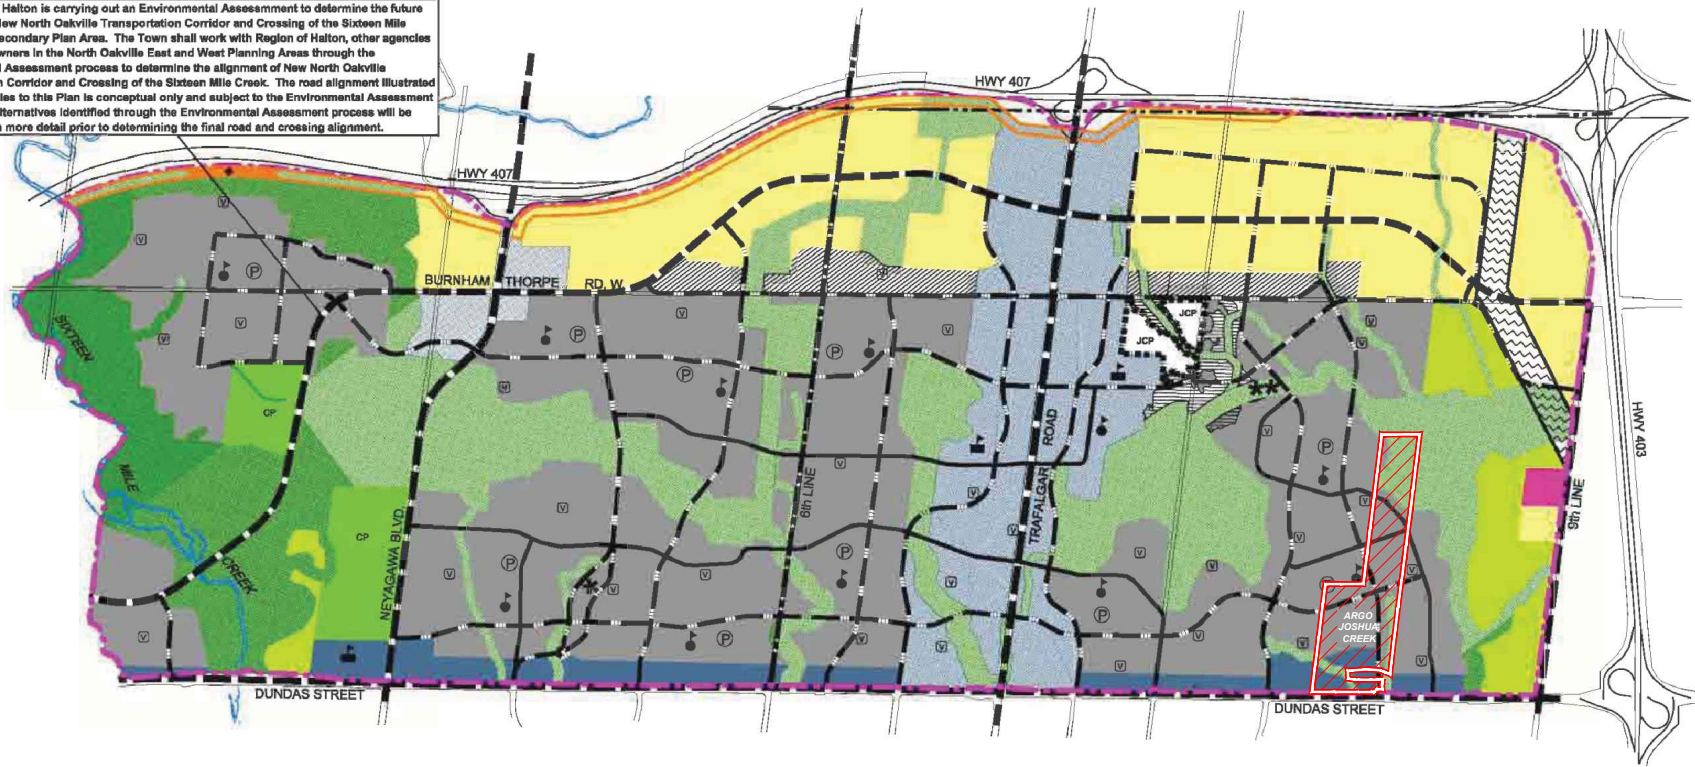 Halton is carrying out an Environmental Assessmment to determine the future
ew North Oakville Transportation Corridor and Crossing of the Sixteen Mile
econdary Plan Area. The Town shall work with Region of Halton, other agencies
wners in the North Oakville East and West Planning Areas through the
l Assessment process to determine the alignment of New North Oakville
n Corridor and Crossing of the Sixteen Mile Creek. The road alignment illustrated
les to this Plan is conceptual only and subject to the Environmental Assessment
lternatives identified through the Environmental Assessment process will be
n more detail prior to determining the final road and crossing alignment.
HWY 407
HWY 407
BURNHAM THORPE RD. W.
JCP
JCP
SIXTEEN
MILE
CREEK
CP
CP
P
P
P
P
P
P
P
P
P
P
NEYAGAWA BLVD.
6th LINE
TRAFALGAR
ROAD
9th LINE
HWY 403
ARGO
JOSHUA
CREEK
DUNDAS STREET
DUNDAS STREET